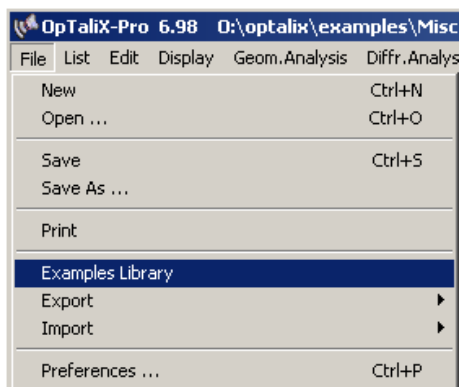 OpTaliX-Pro 6.98 O:\optalix\examples\Misc
File List Edit Display Geom.Analysis Diffr.Analys
New Ctrl+N
Open ... Ctrl+O
Save Ctrl+S
Save As ...
Print
Examples Library
Export
Import
Preferences ... Ctrl+P